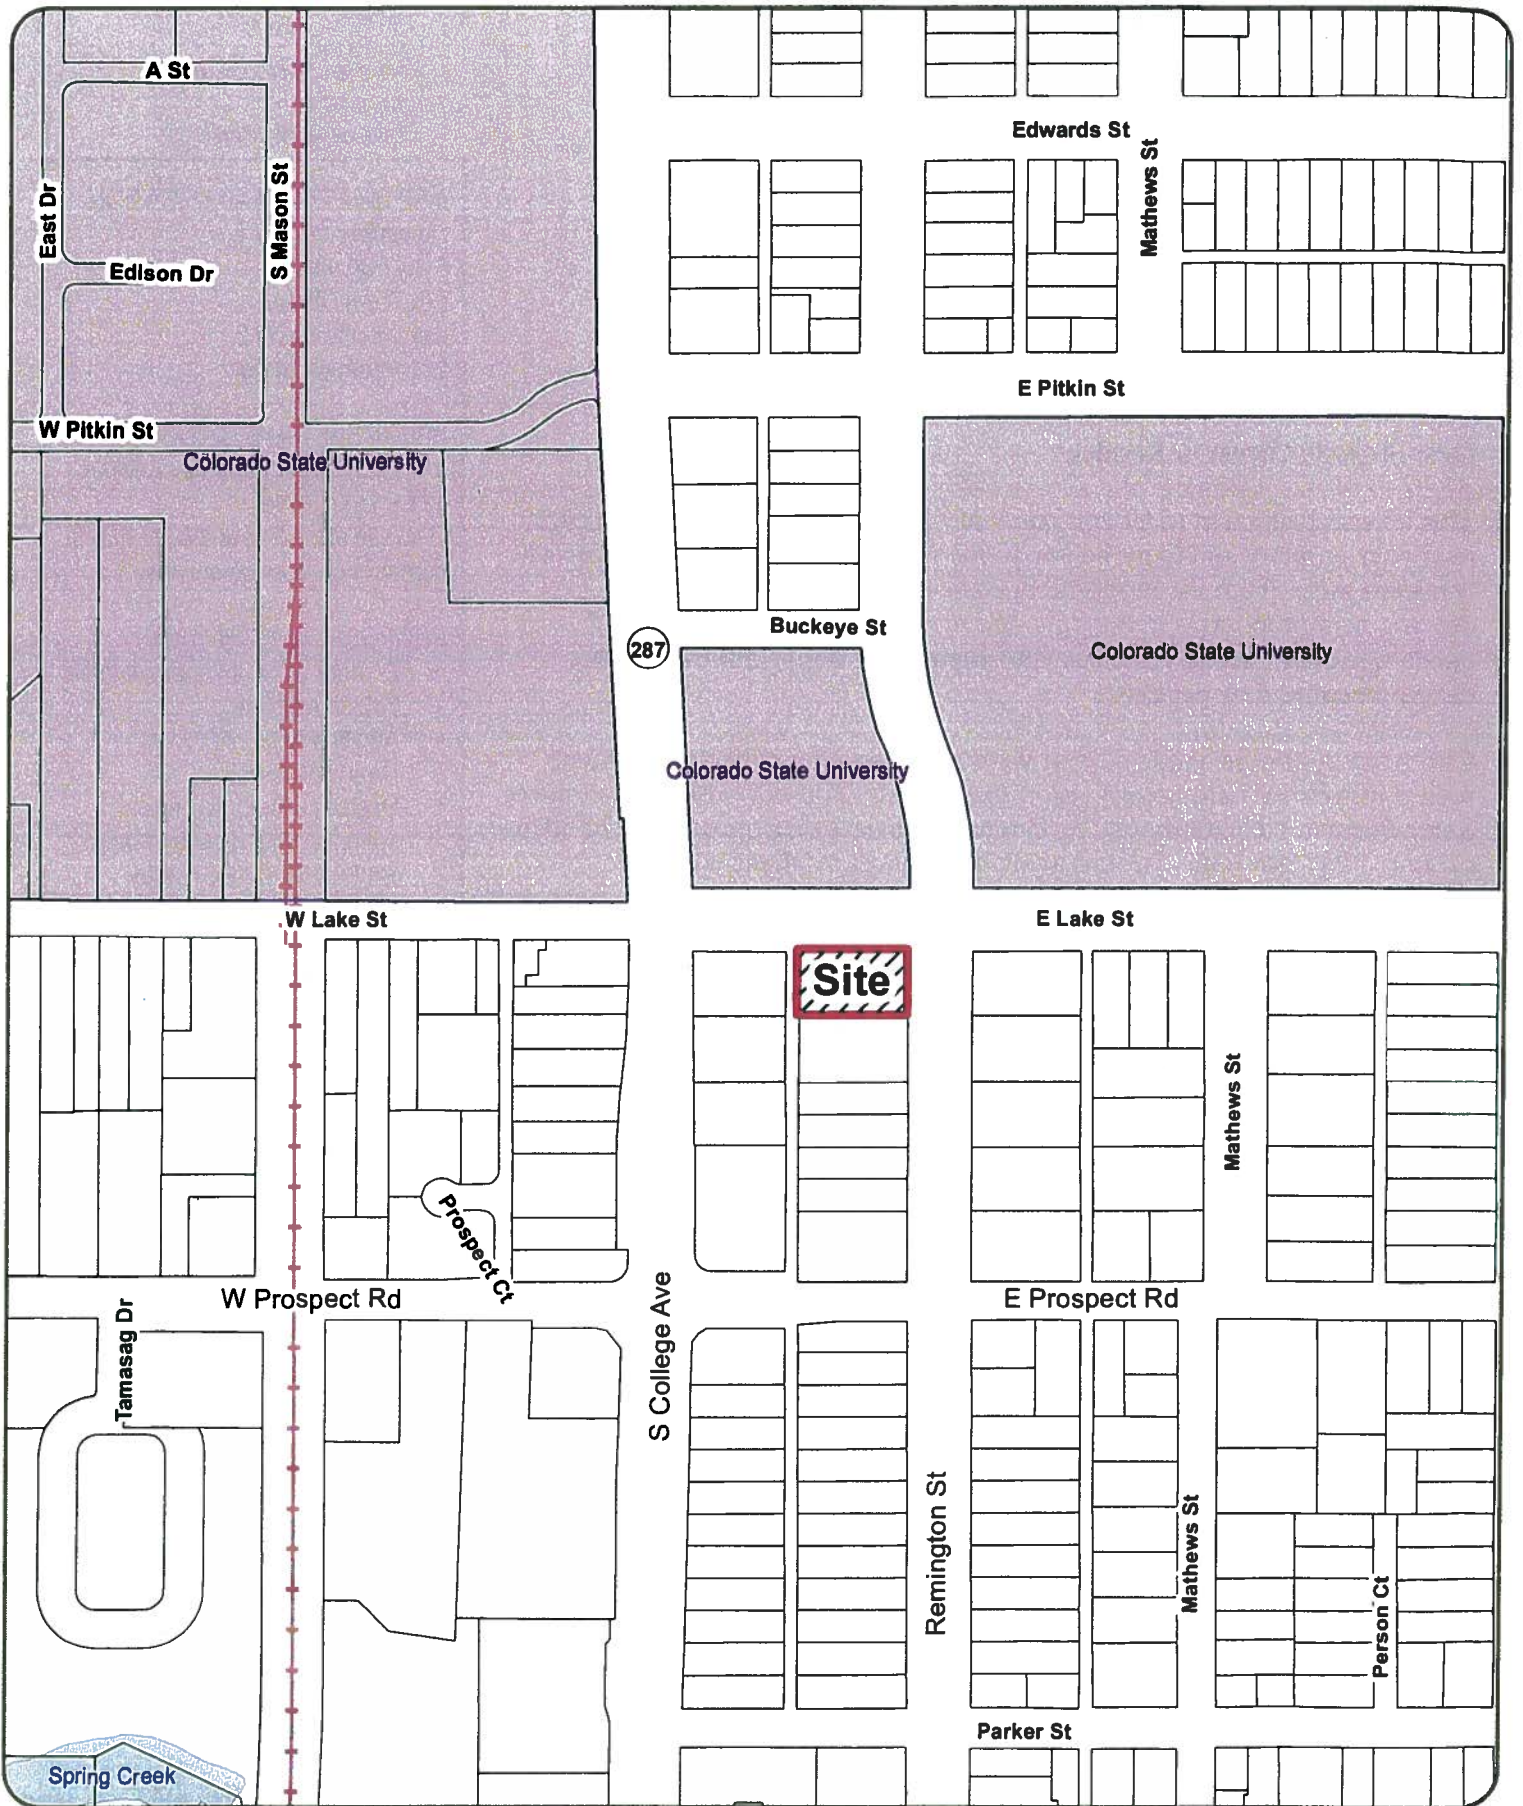 A St
Edwards St
Mathews St
East Dr
S Mason St
Edison Dr
E Pitkin St
W Pitkin St
Colorado State University
Buckeye St
287
Colorado State University
Colorado State University
W Lake St
E Lake St
Site
Mathews St
Prospect Ct
W Prospect Rd
E Prospect Rd
Tamasag Dr
S College Ave
Remington St
Mathews St
Person Ct
Parker St
Spring Creek